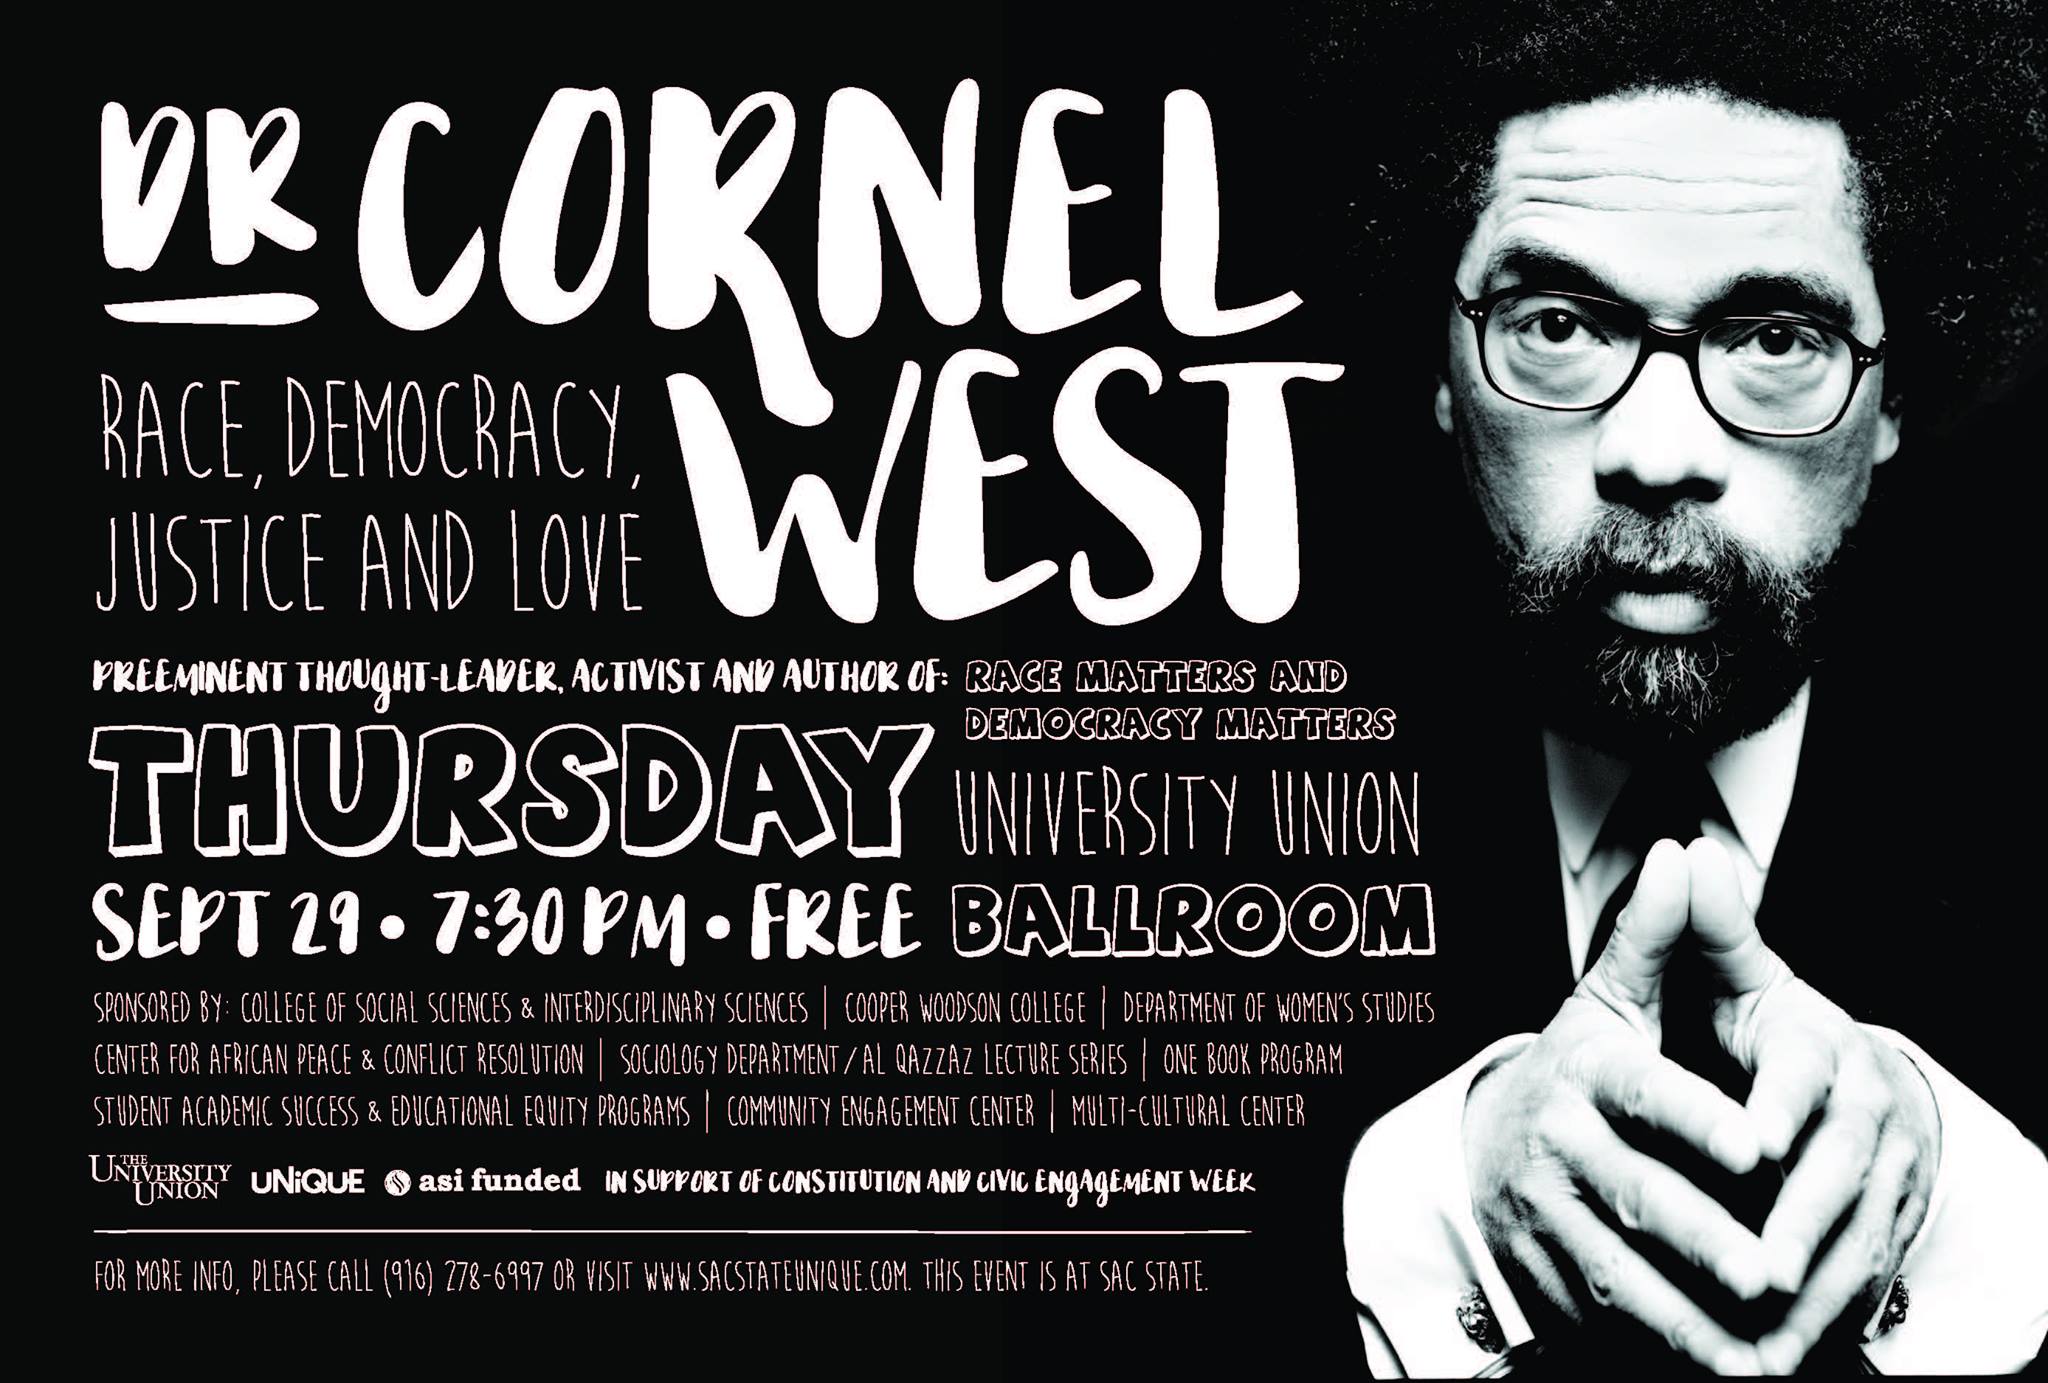 DR CORNEL
WEST
RACE, DEMOCRACY,
JUSTICE AND LOVE
PREEMINENT THOUGHT-LEADER, ACTIVIST AND AUTHOR OF: RACE MATTERS AND
DEMOCRACY MATTERS
THURSDAY
SEPT 29 • 7:30 PM • FREE
UNIVERSITY UNION
BALLROOM
SPONSORED BY: COLLEGE OF SOCIAL SCIENCES & INTERDISCIPLINARY SCIENCES | COOPER WOODSON COLLEGE | DEPARTMENT OF WOMEN'S STUDIES
CENTER FOR AFRICAN PEACE & CONFLICT RESOLUTION | SOCIOLOGY DEPARTMENT / AL QAZZAZ LECTURE SERIES | ONE BOOK PROGRAM
STUDENT ACADEMIC SUCCESS & EDUCATIONAL EQUITY PROGRAMS | COMMUNITY ENGAGEMENT CENTER | MULTI-CULTURAL CENTER
THE UNIVERSITY UNION UNiQUE asi funded IN SUPPORT OF CONSTITUTION AND CIVIC ENGAGEMENT WEEK
FOR MORE INFO, PLEASE CALL (916) 278-6997 OR VISIT WWW.SACSTATEUNIQUE.COM. THIS EVENT IS AT SAC STATE.